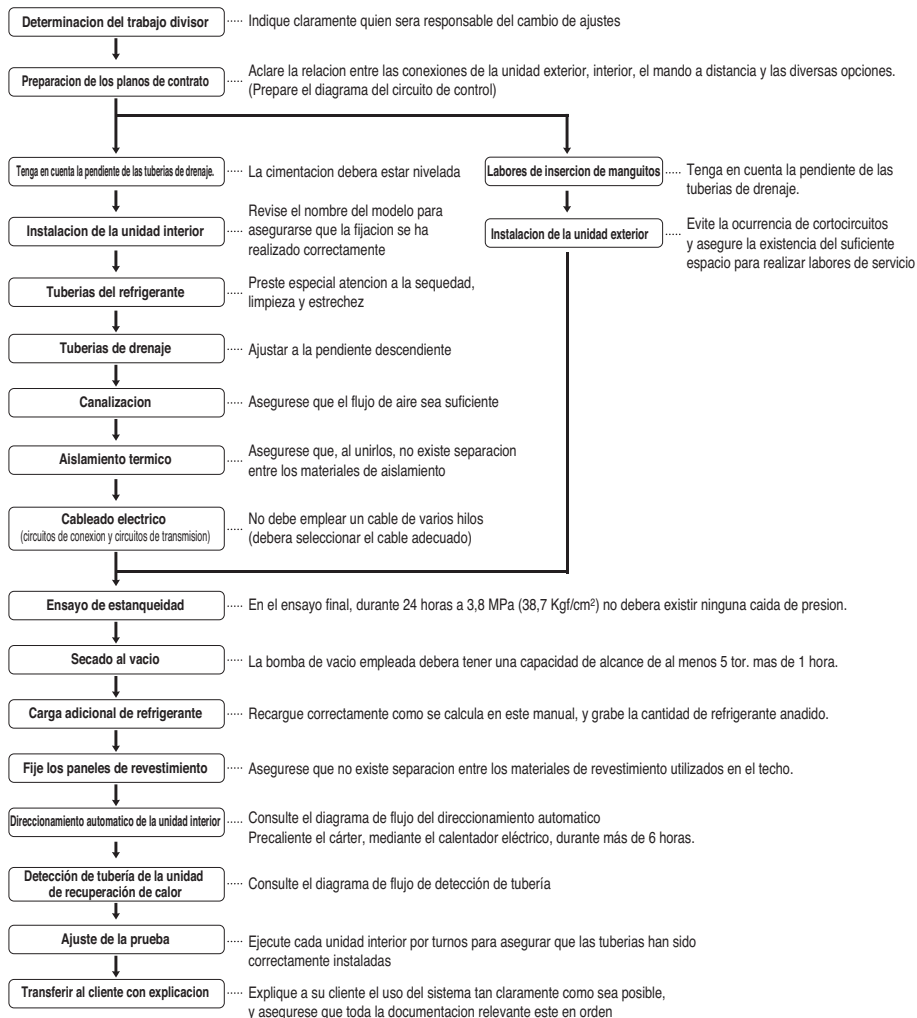 Determinacion del trabajo divisor
..... Indique claramente quien sera responsable del cambio de ajustes
Preparacion de los planos de contrato
..... Aclare la relacion entre las conexiones de la unidad exterior, interior, el mando a distancia y las diversas opciones.
(Prepare el diagrama del circuito de control)
Tenga en cuenta la pendiente de las tuberias de drenaje.
..... La cimentacion debera estar nivelada
Instalacion de la unidad interior
..... Revise el nombre del modelo para
asegurarse que la fijacion se ha
realizado correctamente
Tuberias del refrigerante
..... Preste especial atencion a la sequedad,
limpieza y estrechez
Tuberias de drenaje
..... Ajustar a la pendiente descendiente
Canalizacion
..... Asegurese que el flujo de aire sea suficiente
Aislamiento termico
..... Asegurese que, al unirlos, no existe separacion
entre los materiales de aislamiento
Cableado electrico
(circuitos de conexion y circuitos de transmision)
..... No debe emplear un cable de varios hilos
(debera seleccionar el cable adecuado)
Labores de insercion de manguitos
..... Tenga en cuenta la pendiente de las
tuberias de drenaje.
Instalacion de la unidad exterior
..... Evite la ocurrencia de cortocircuitos
y asegure la existencia del suficiente
espacio para realizar labores de servicio
Ensayo de estanqueidad
..... En el ensayo final, durante 24 horas a 3,8 MPa (38,7 Kgf/cm²) no debera existir ninguna caida de presion.
Secado al vacio
..... La bomba de vacio empleada debera tener una capacidad de alcance de al menos 5 tor. mas de 1 hora.
Carga adicional de refrigerante
..... Recargue correctamente como se calcula en este manual, y grabe la cantidad de refrigerante anadido.
Fije los paneles de revestimiento
..... Asegurese que no existe separacion entre los materiales de revestimiento utilizados en el techo.
Direccionamiento automatico de la unidad interior
..... Consulte el diagrama de flujo del direccionamiento automatico
Precaliente el cárter, mediante el calentador eléctrico, durante más de 6 horas.
Detección de tubería de la unidad
de recuperación de calor
..... Consulte el diagrama de flujo de detección de tubería
Ajuste de la prueba
..... Ejecute cada unidad interior por turnos para asegurar que las tuberias han sido
correctamente instaladas
Transferir al cliente con explicacion
..... Explique a su cliente el uso del sistema tan claramente como sea posible,
y asegurese que toda la documentacion relevante este en orden